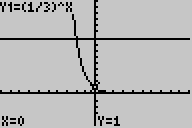 Y1=(1/3)^X
X=0 Y=1